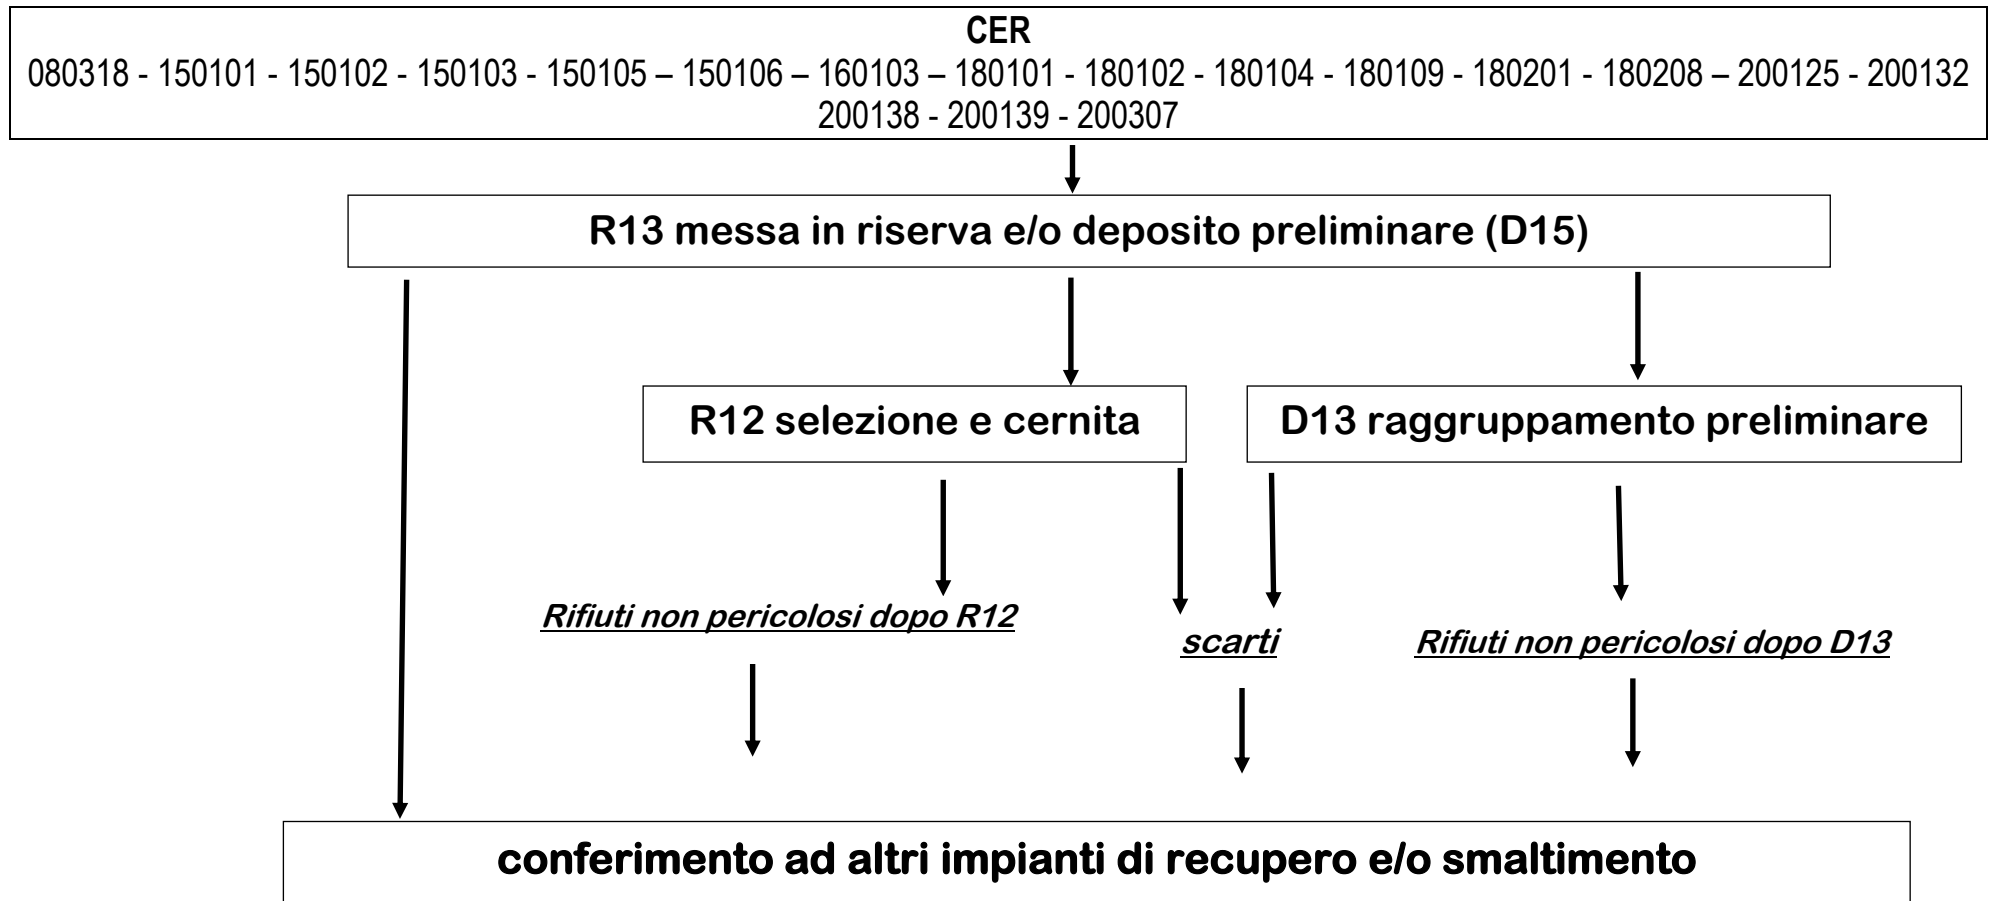 CER
080318 - 150101 - 150102 - 150103 - 150105 – 150106 – 160103 – 180101 - 180102 - 180104 - 180109 - 180201 - 180208 – 200125 - 200132
200138 - 200139 - 200307
R13 messa in riserva e/o deposito preliminare (D15)
R12 selezione e cernita
D13 raggruppamento preliminare
Rifiuti non pericolosi dopo R12
scarti
Rifiuti non pericolosi dopo D13
conferimento ad altri impianti di recupero e/o smaltimento